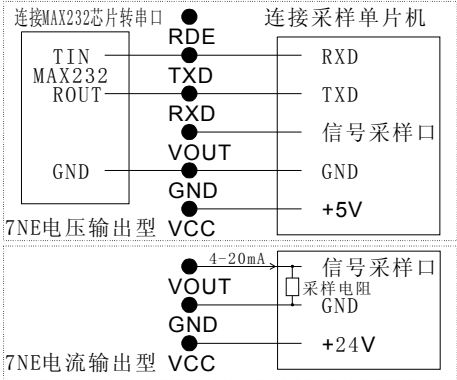 连接MAX232芯片转串口
连接采样单片机
RDE
TIN
RXD
MAX232
TXD
ROUT
TXD
RXD
信号采样口
VOUT
GND
GND
GND
+5V
7NE电压输出型
VCC
4-20mA
信号采样口
VOUT
采样电阻
GND
GND
+24V
7NE电流输出型
VCC